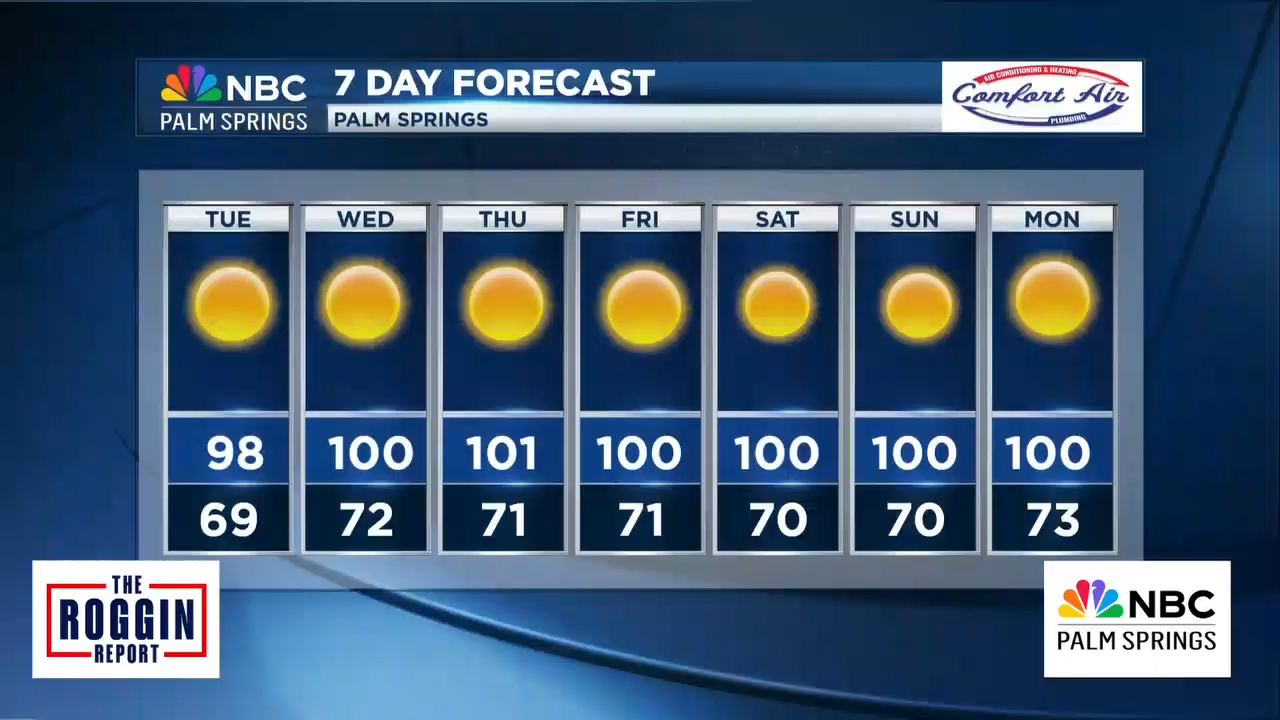 NBC
PALM SPRINGS
7 DAY FORECAST
PALM SPRINGS
AIR CONDITIONING & HEATING
Comfort Air
PLUMBING
TUE WED THU FRI SAT SUN MON
98 100 101 100 100 100 100
69 72 71 71 70 70 73
THE
ROGGIN
REPORT
NBC
PALM SPRINGS